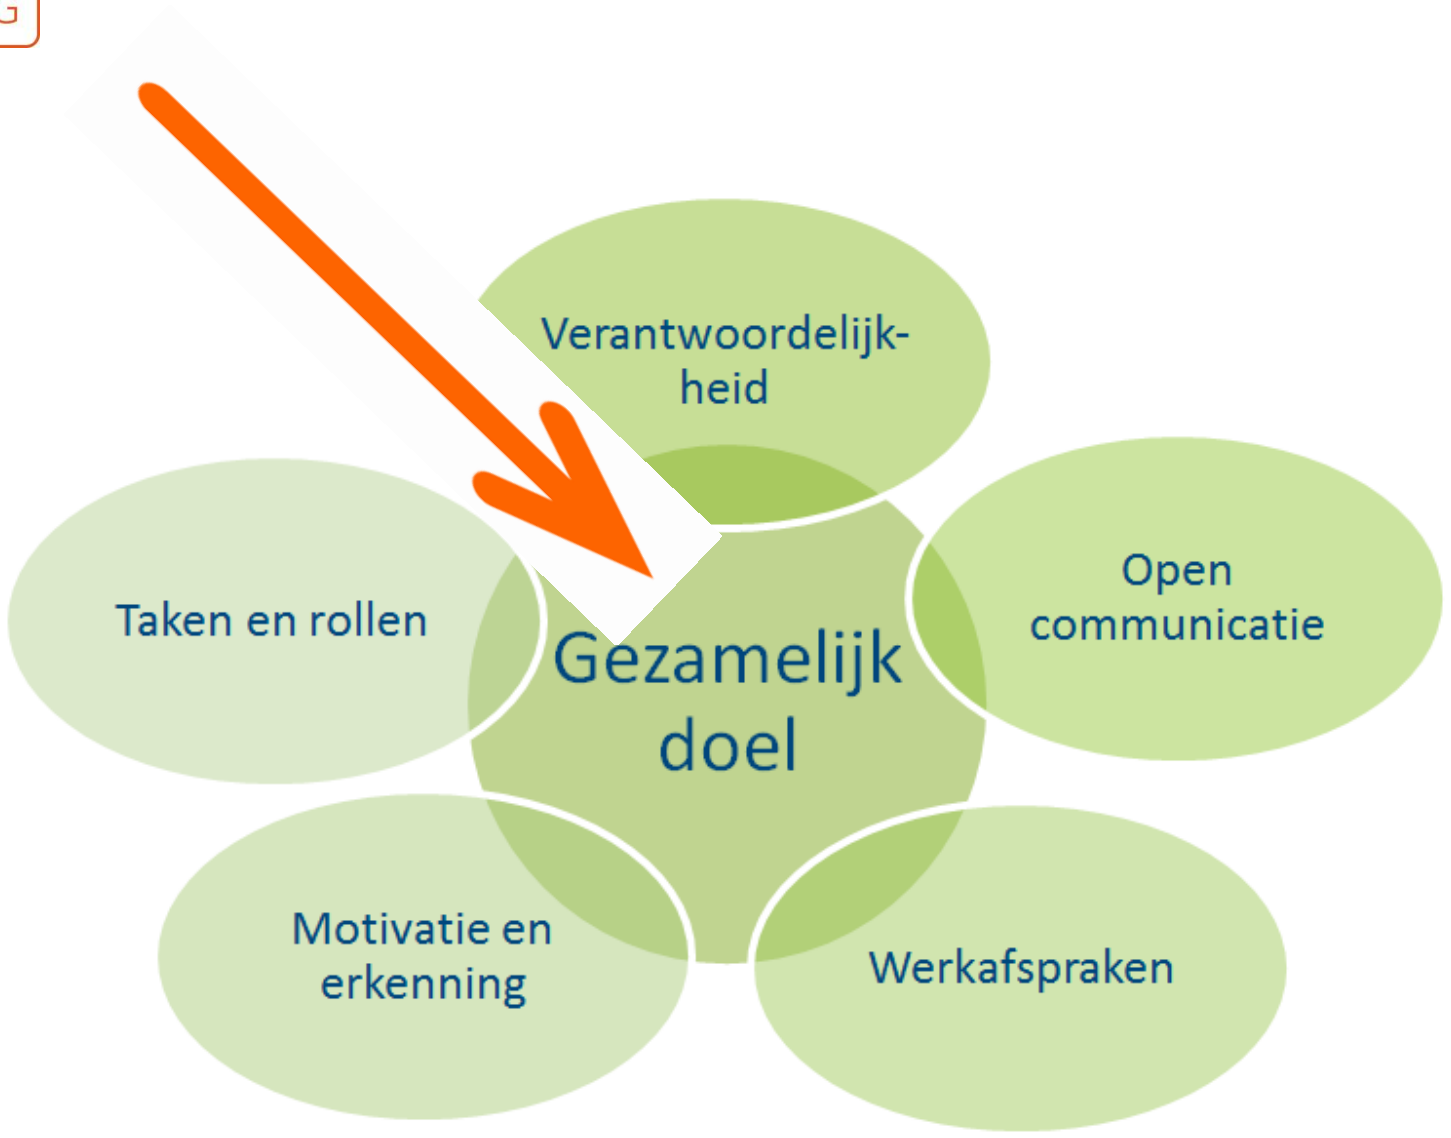 G
Verantwoordelijk-
heid
Open
communicatie
Taken en rollen
Gezamelijk
doel
Motivatie en
erkenning
Werkafspraken